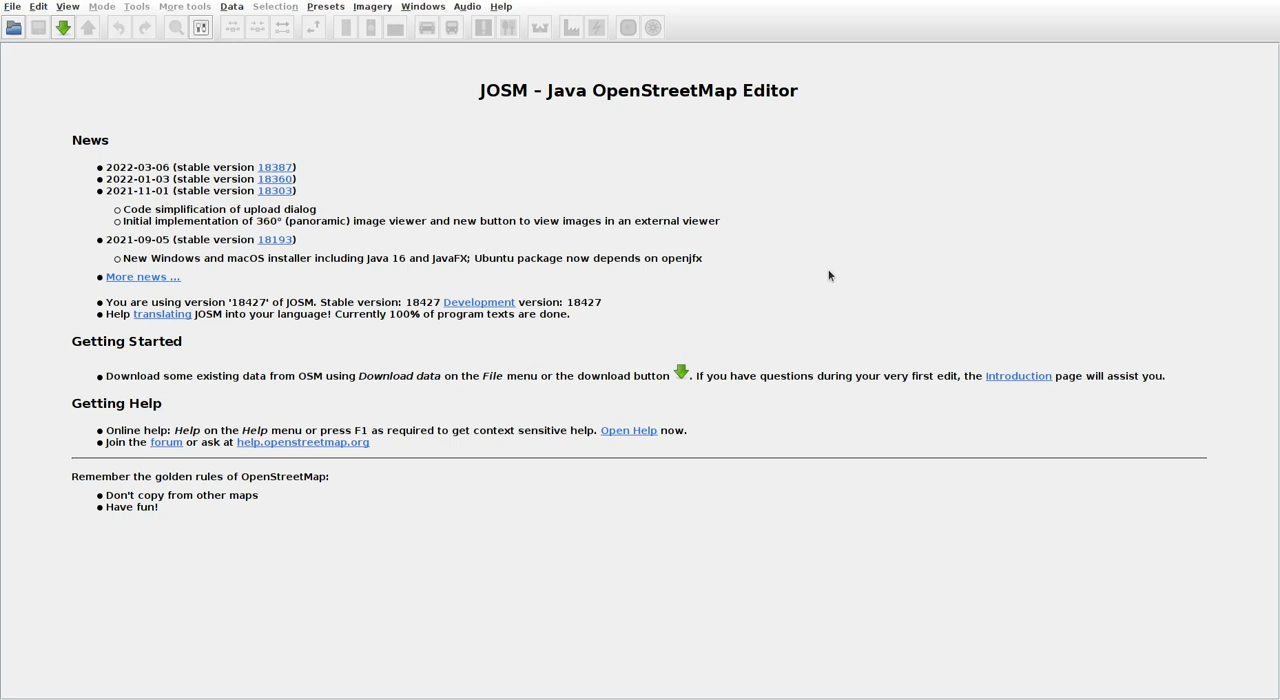 File Edit View Mode Tools More tools Data Selection Presets Imagery Windows Audio Help
JOSM – Java OpenStreetMap Editor
News
2022-03-06 (stable version 18387)
2022-01-03 (stable version 18360)
2021-11-01 (stable version 18303)
Code simplification of upload dialog
Initial implementation of 360° (panoramic) image viewer and new button to view images in an external viewer
2021-09-05 (stable version 18193)
New Windows and macOS installer including Java 16 and JavaFX; Ubuntu package now depends on openjfx
More news ...
You are using version '18427' of JOSM. Stable version: 18427 Development version: 18427
Help translating JOSM into your language! Currently 100% of program texts are done.
Getting Started
Download some existing data from OSM using Download data on the File menu or the download button . If you have questions during your very first edit, the Introduction page will assist you.
Getting Help
Online help: Help on the Help menu or press F1 as required to get context sensitive help. Open Help now.
Join the forum or ask at help.openstreetmap.org
Remember the golden rules of OpenStreetMap:
Don't copy from other maps
Have fun!